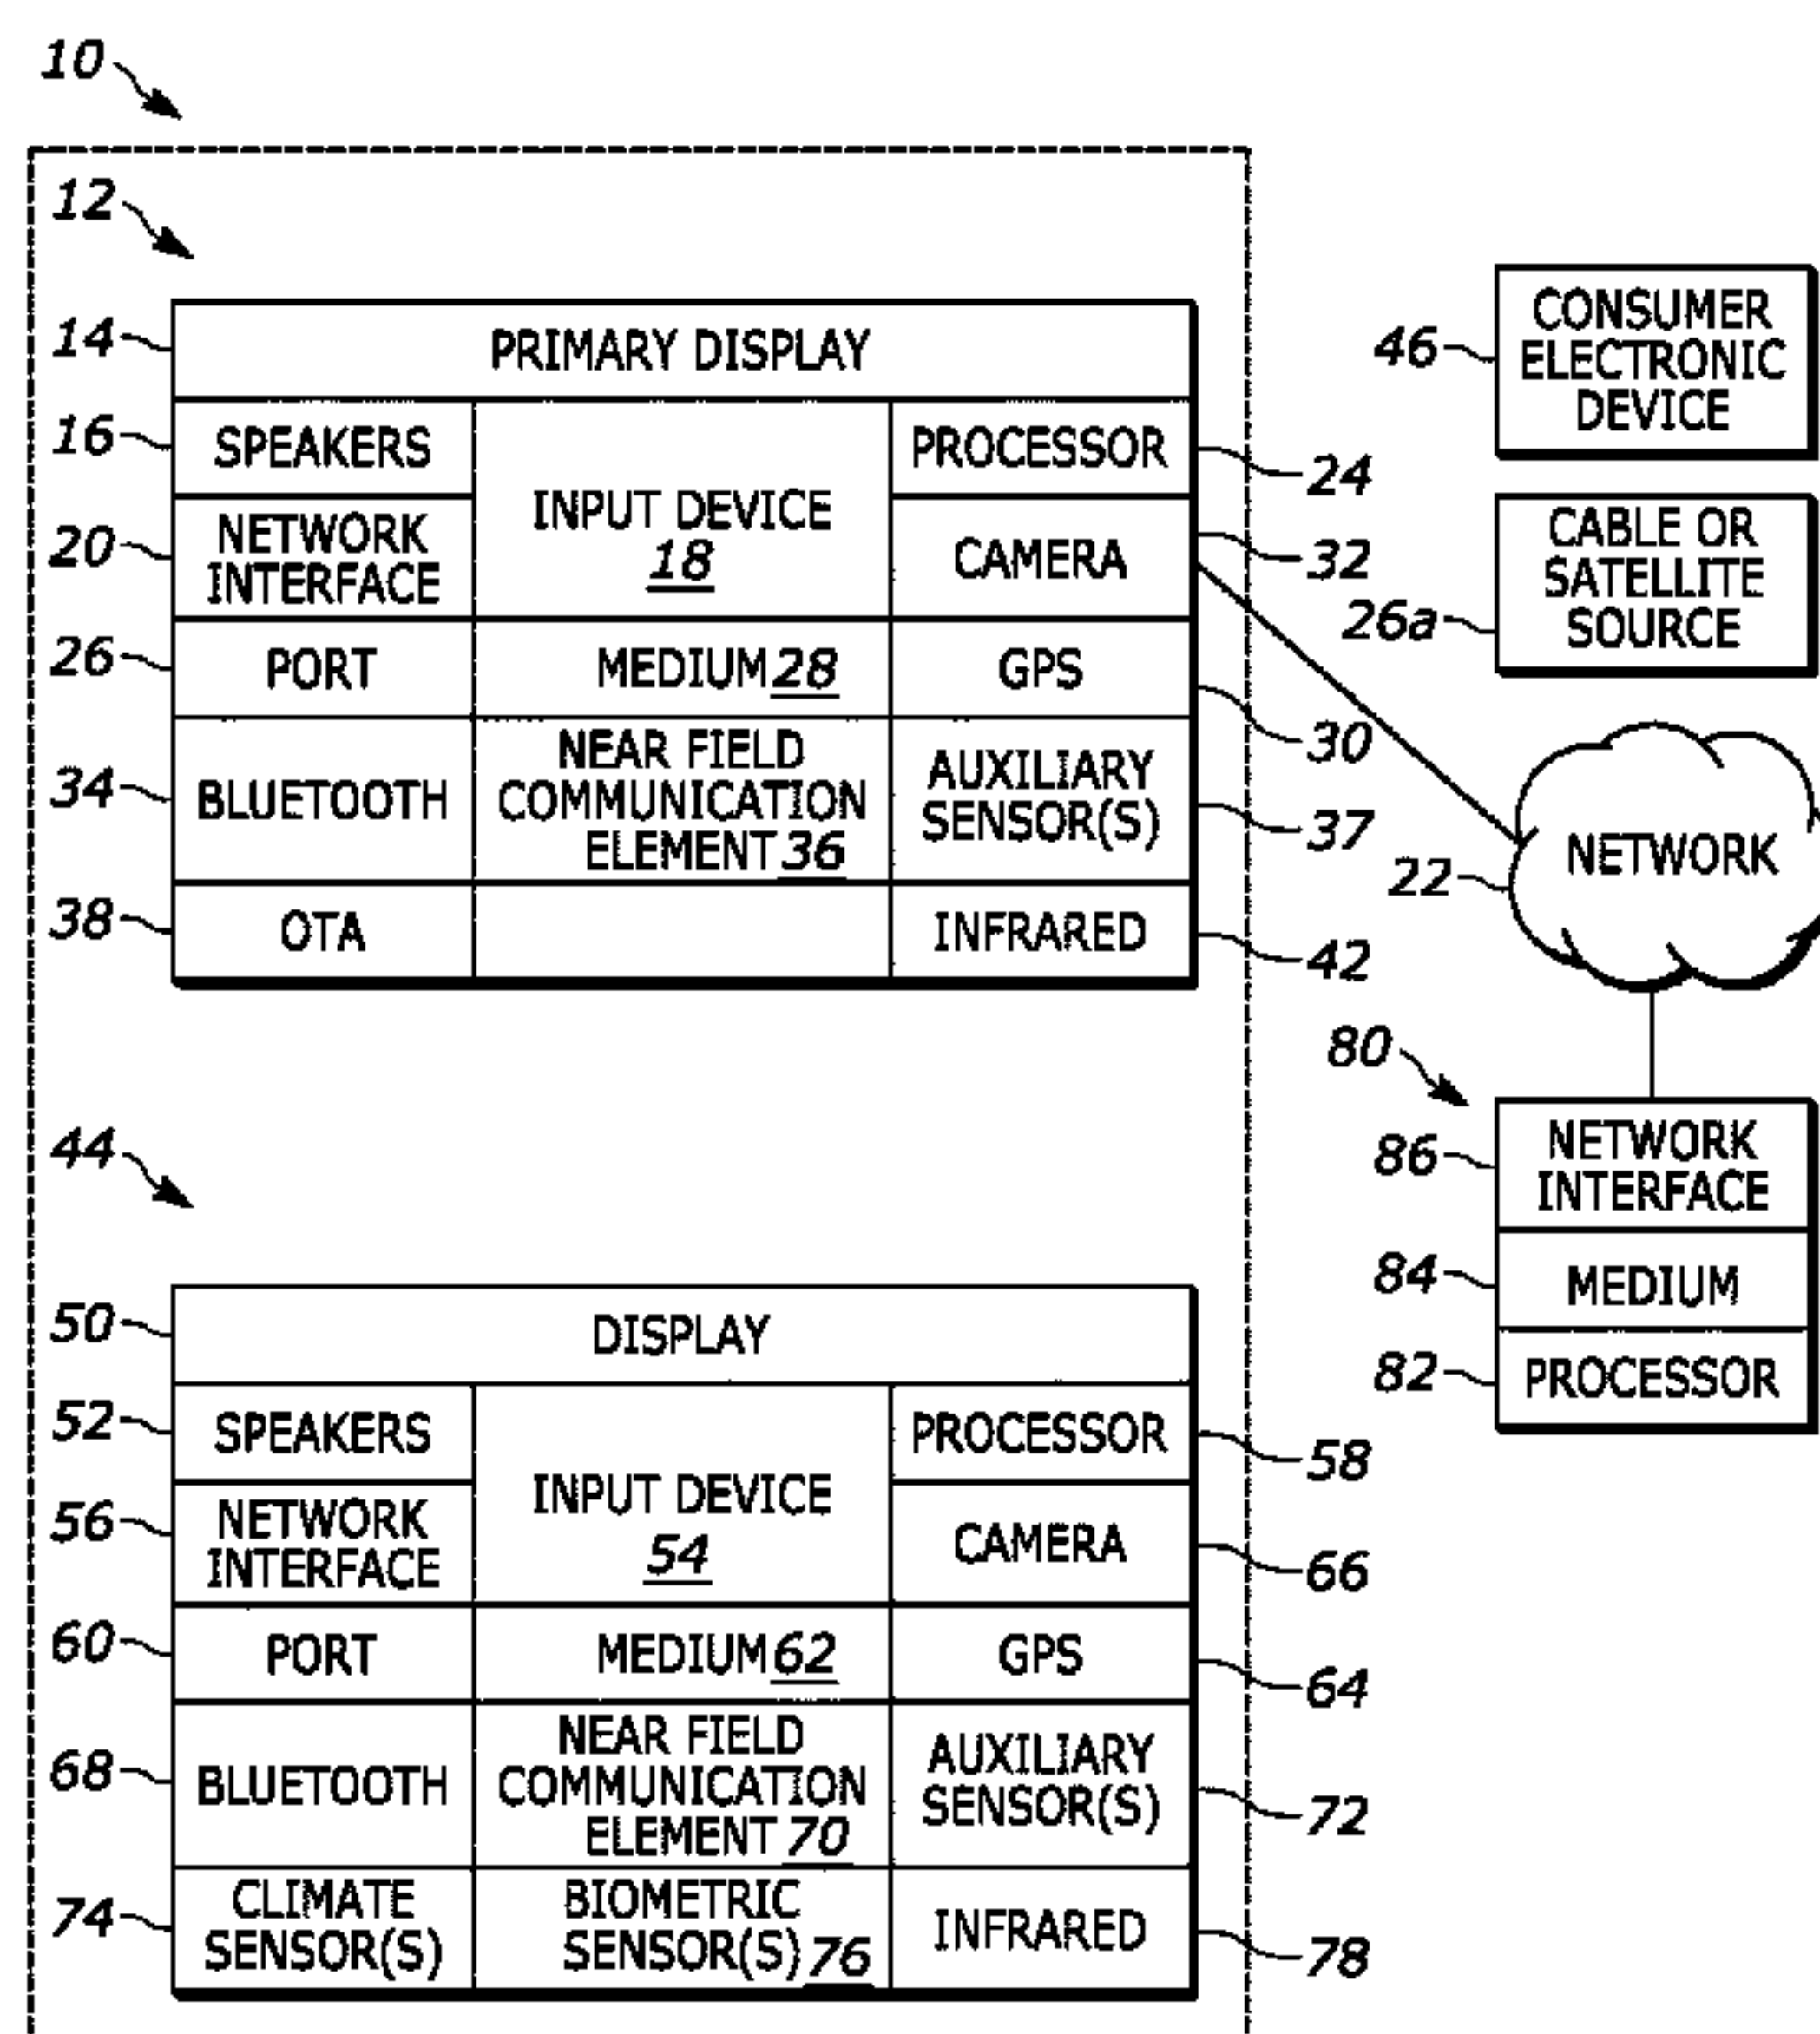 10
12
14
PRIMARY DISPLAY
16
SPEAKERS
INPUT DEVICE
18
PROCESSOR
24
20
NETWORK
INTERFACE
CAMERA
32
26
PORT
MEDIUM 28
GPS
30
34
BLUETOOTH
NEAR FIELD
COMMUNICATION
ELEMENT 36
AUXILIARY
SENSOR(S)
37
38
OTA
INFRARED
42
46
CONSUMER
ELECTRONIC
DEVICE
26a
CABLE OR
SATELLITE
SOURCE
22
NETWORK
80
86
NETWORK
INTERFACE
84
MEDIUM
82
PROCESSOR
44
50
DISPLAY
52
SPEAKERS
INPUT DEVICE
54
PROCESSOR
58
56
NETWORK
INTERFACE
CAMERA
66
60
PORT
MEDIUM 62
GPS
64
68
BLUETOOTH
NEAR FIELD
COMMUNICATION
ELEMENT 70
AUXILIARY
SENSOR(S)
72
74
CLIMATE
SENSOR(S)
BIOMETRIC
SENSOR(S) 76
INFRARED
78